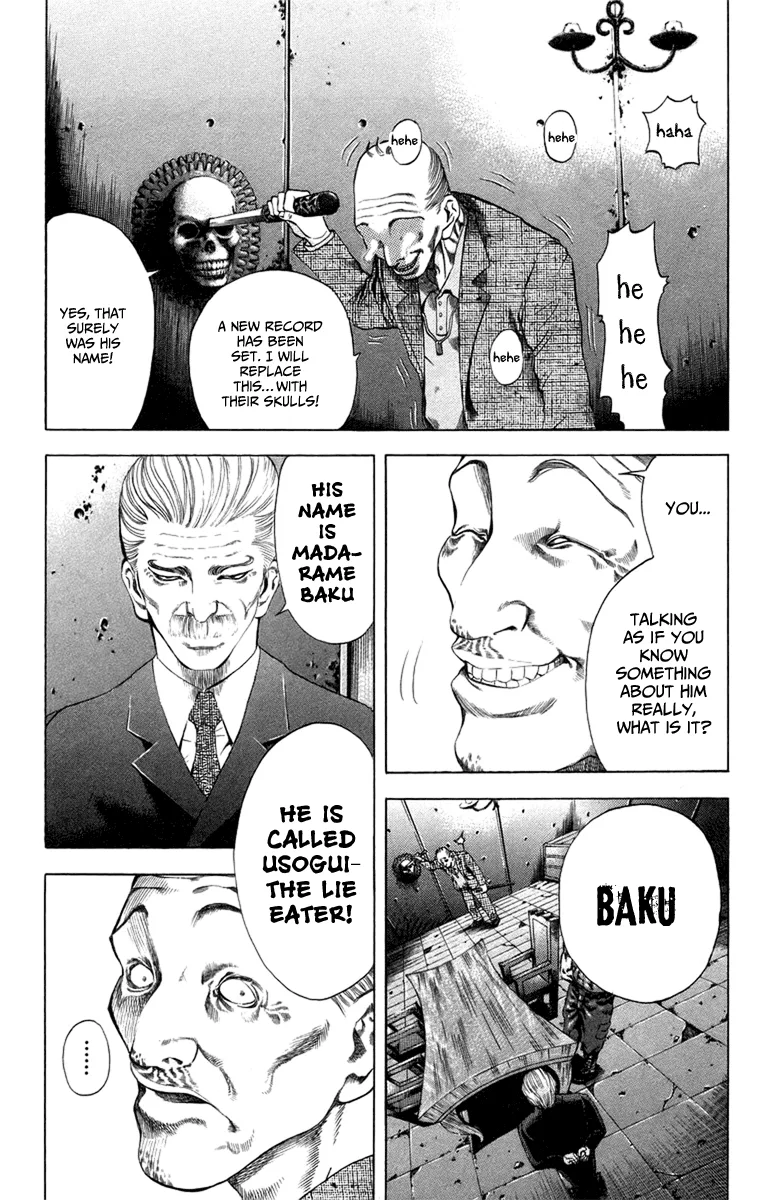 haha
hehe
hehe
he
he
he
hehe
A NEW RECORD
HAS BEEN
SET. I WILL
REPLACE
THIS...WITH
THEIR SKULLS!
YES, THAT
SURELY
WAS HIS
NAME!
YOU...
TALKING
AS IF YOU
KNOW
SOMETHING
ABOUT HIM
REALLY,
WHAT IS IT?
HIS
NAME
IS
MADA-
RAME
BAKU
BAKU
HE IS
CALLED
USOGUI-
THE LIE
EATER!
......